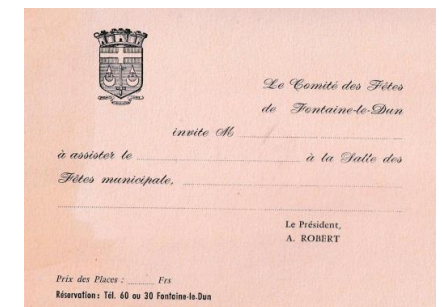 Le Comité des Fêtes
de Fontaine-le-Dun
invite M
à assister le à la Salle des
Fêtes municipale,
Le Président,
A. ROBERT
Prix des Places : Frs
Réservation : Tél. 60 ou 30 Fontaine-le-Dun